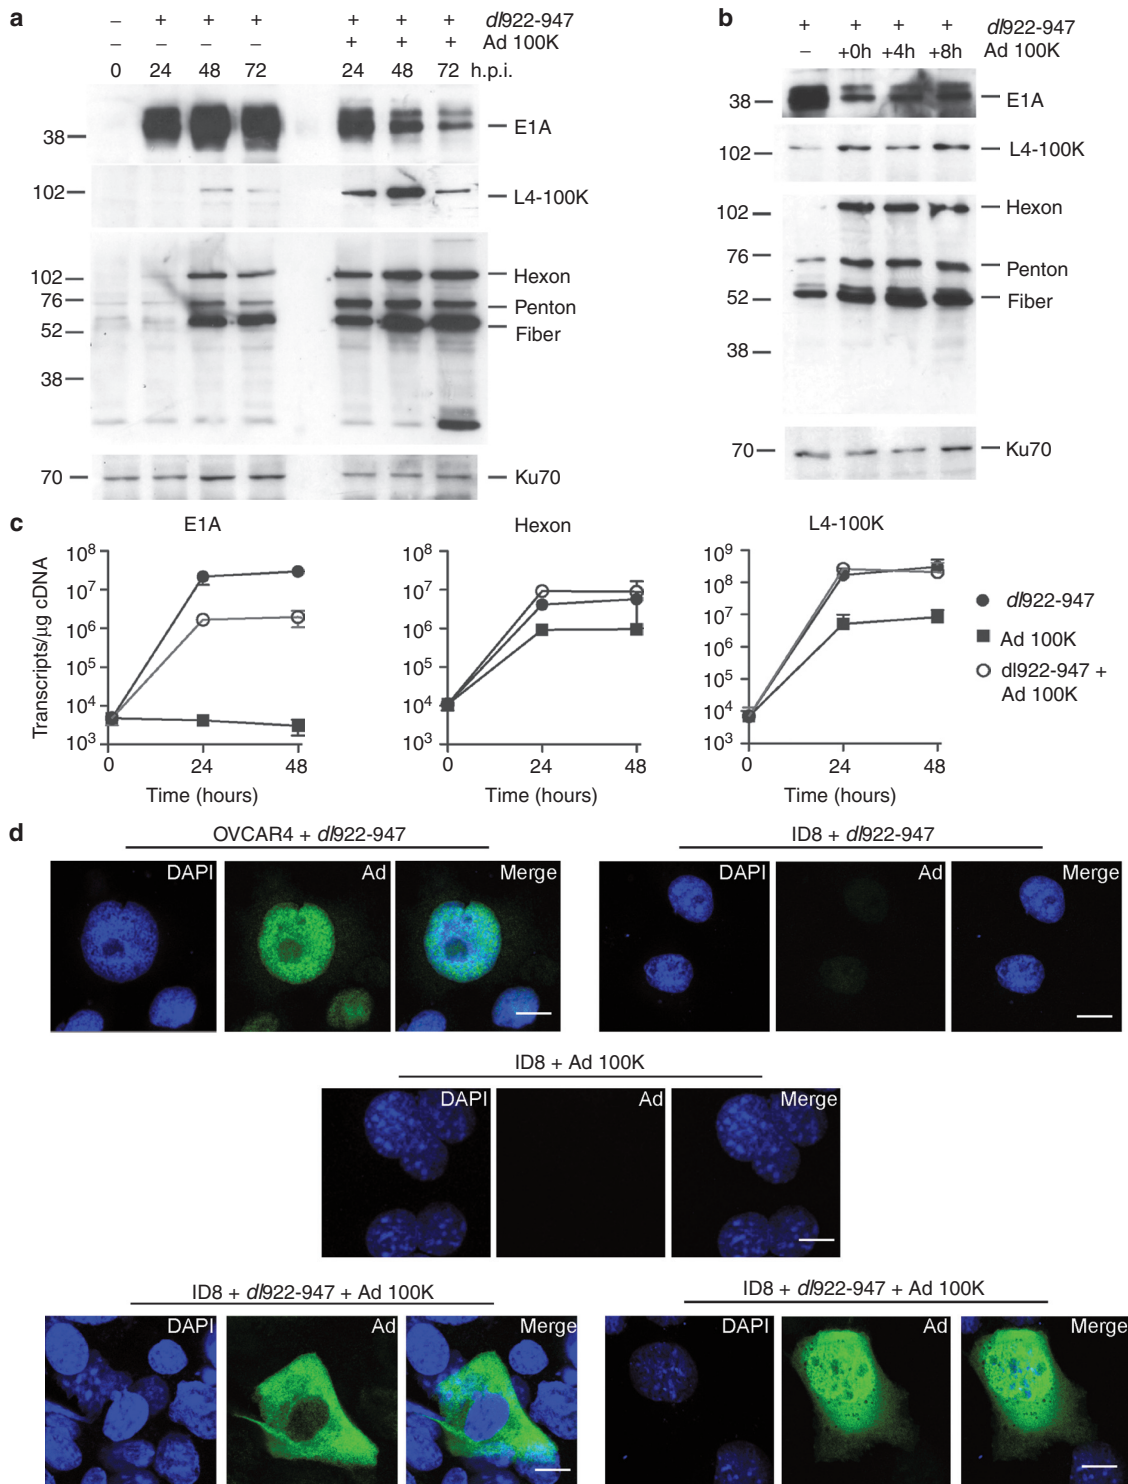 a
– + + + + + + dl922-947
– – – – + + + Ad 100K
0 24 48 72 24 48 72 h.p.i.
38 E1A
102 L4-100K
102 Hexon
76 Penton
52 Fiber
38
70 Ku70
b
+ + + + dl922-947
– +0h +4h +8h Ad 100K
38 E1A
102 L4-100K
102 Hexon
76 Penton
52 Fiber
38
70 Ku70
c
E1A
Transcripts/µg cDNA
10⁸
10⁷
10⁶
10⁵
10⁴
10³
0 24 48
Time (hours)
Hexon
10⁸
10⁷
10⁶
10⁵
10⁴
10³
0 24 48
Time (hours)
L4-100K
10⁹
10⁸
10⁷
10⁶
10⁵
10⁴
10³
0 24 48
Time (hours)
dl922-947
Ad 100K
dl922-947 +
Ad 100K
d
OVCAR4 + dl922-947
DAPI Ad Merge
ID8 + dl922-947
DAPI Ad Merge
ID8 + Ad 100K
DAPI Ad Merge
ID8 + dl922-947 + Ad 100K
DAPI Ad Merge
ID8 + dl922-947 + Ad 100K
DAPI Ad Merge